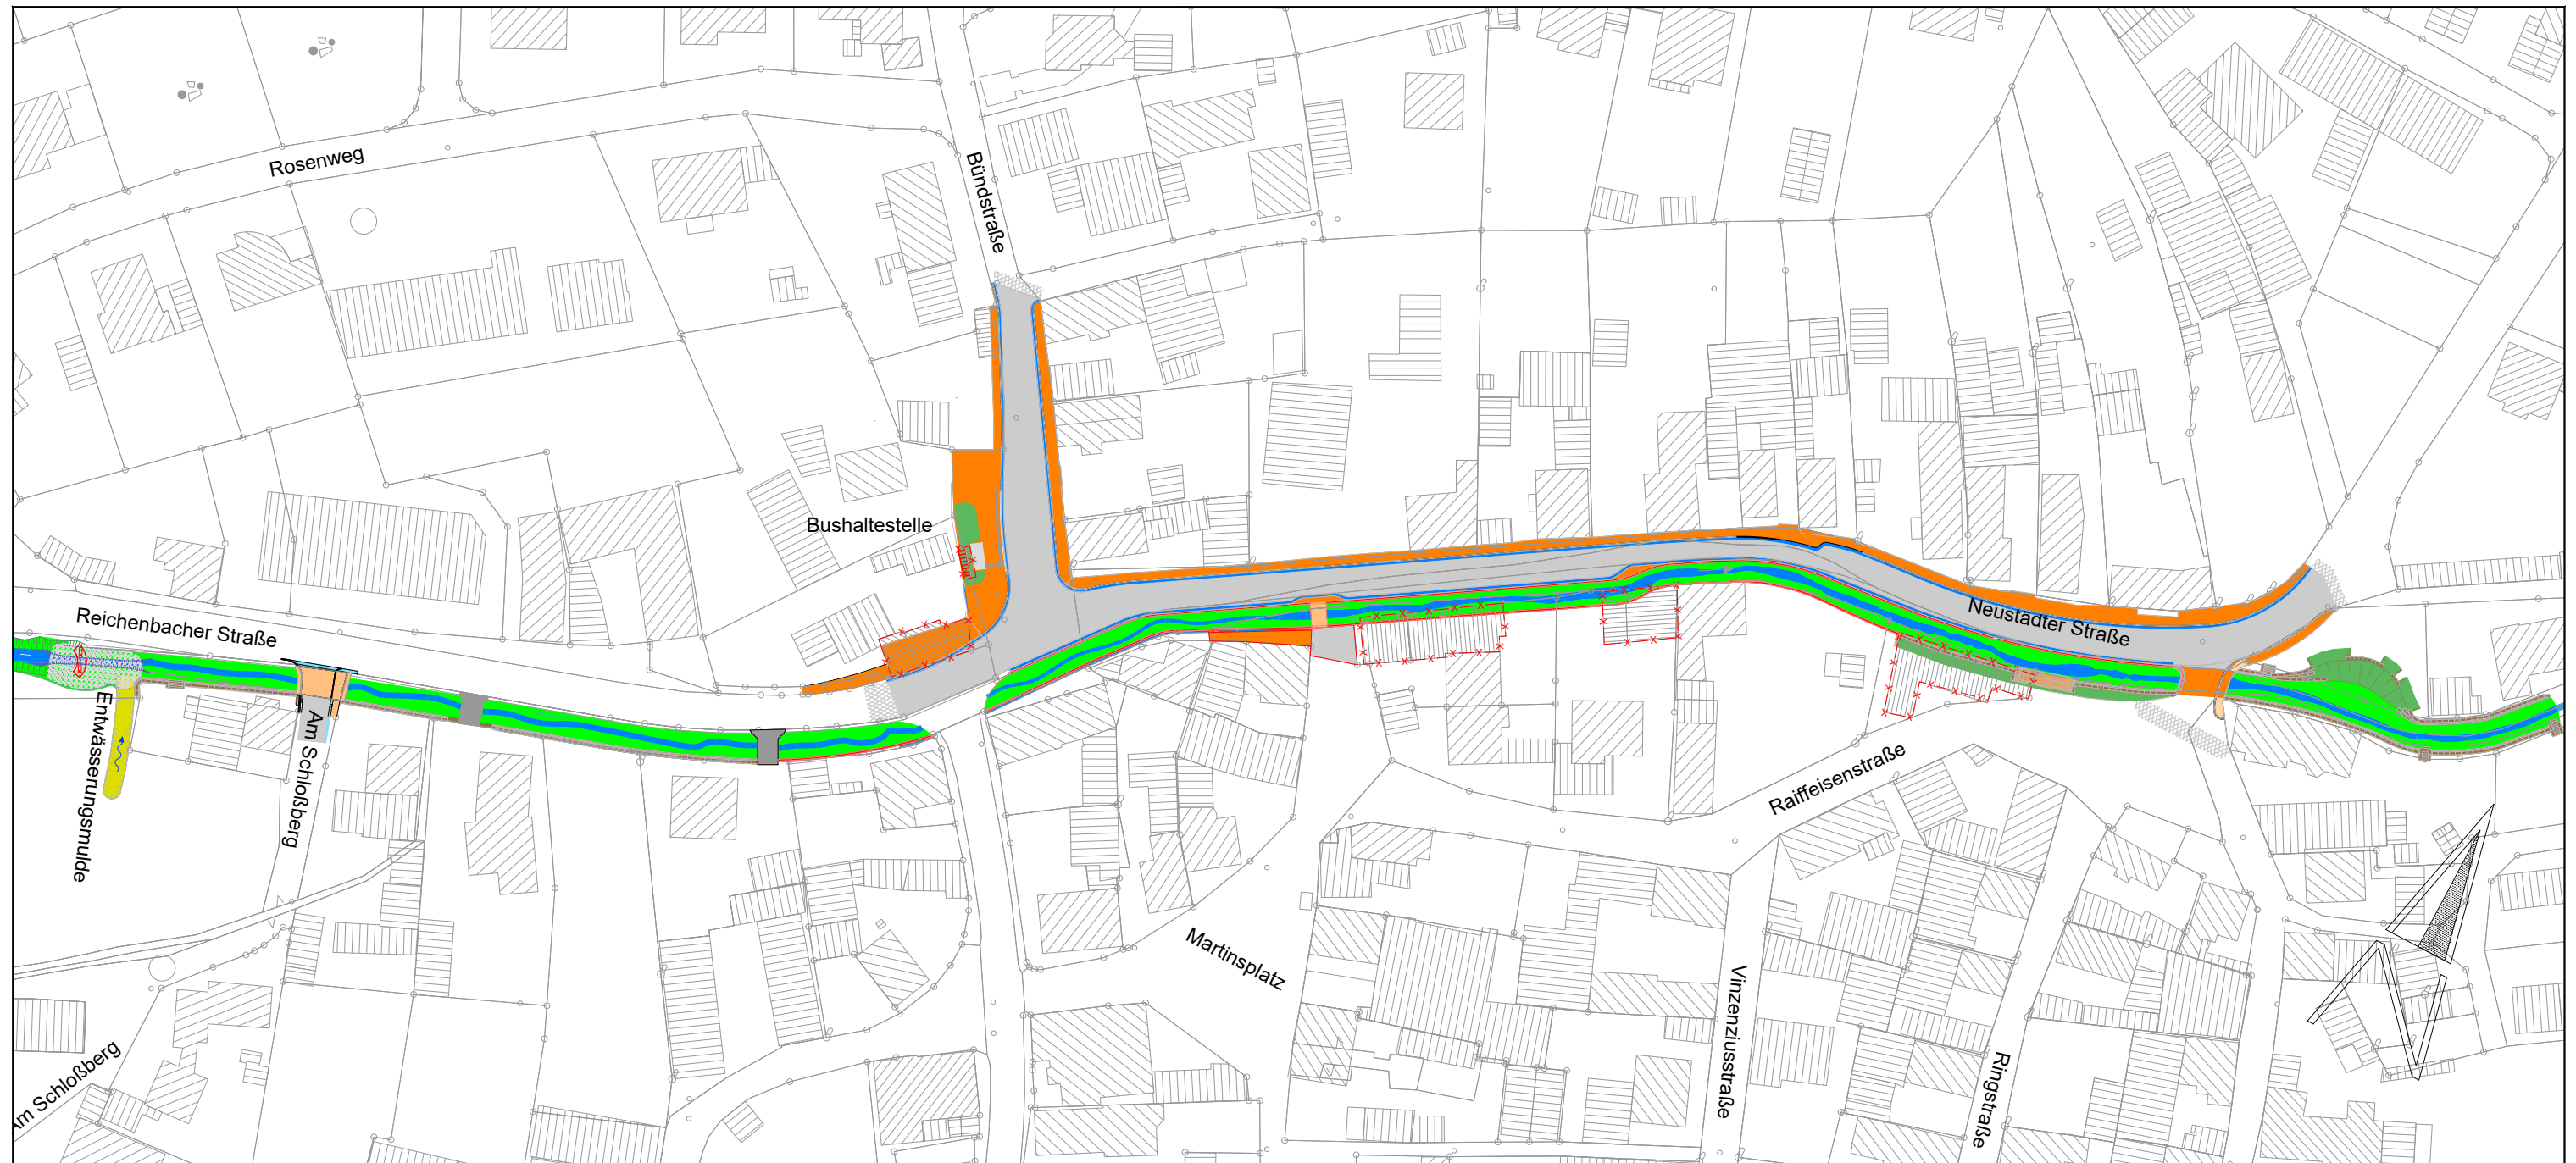 Rosenweg
Bündstraße
Bushaltestelle
Reichenbacher Straße
Neustädter Straße
Entwässerungsmulde
Am Schloßberg
Raiffeisenstraße
Martinsplatz
Vinzenziusstraße
Ringstraße
Am Schloßberg